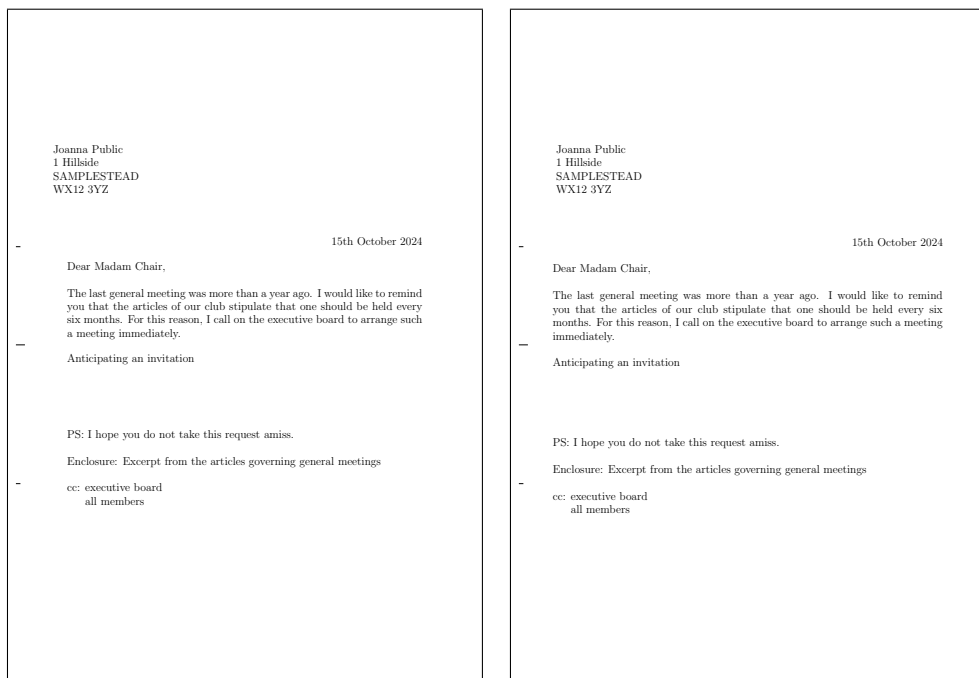 Joanna Public
1 Hillside
SAMPLESTEAD
WX12 3YZ
15th October 2024
Dear Madam Chair,
The last general meeting was more than a year ago. I would like to remind
you that the articles of our club stipulate that one should be held every
six months. For this reason, I call on the executive board to arrange such
a meeting immediately.
Anticipating an invitation
PS: I hope you do not take this request amiss.
Enclosure: Excerpt from the articles governing general meetings
cc: executive board
all members
Joanna Public
1 Hillside
SAMPLESTEAD
WX12 3YZ
15th October 2024
Dear Madam Chair,
The last general meeting was more than a year ago. I would like to remind
you that the articles of our club stipulate that one should be held every six
months. For this reason, I call on the executive board to arrange such a meeting
immediately.
Anticipating an invitation
PS: I hope you do not take this request amiss.
Enclosure: Excerpt from the articles governing general meetings
cc: executive board
all members